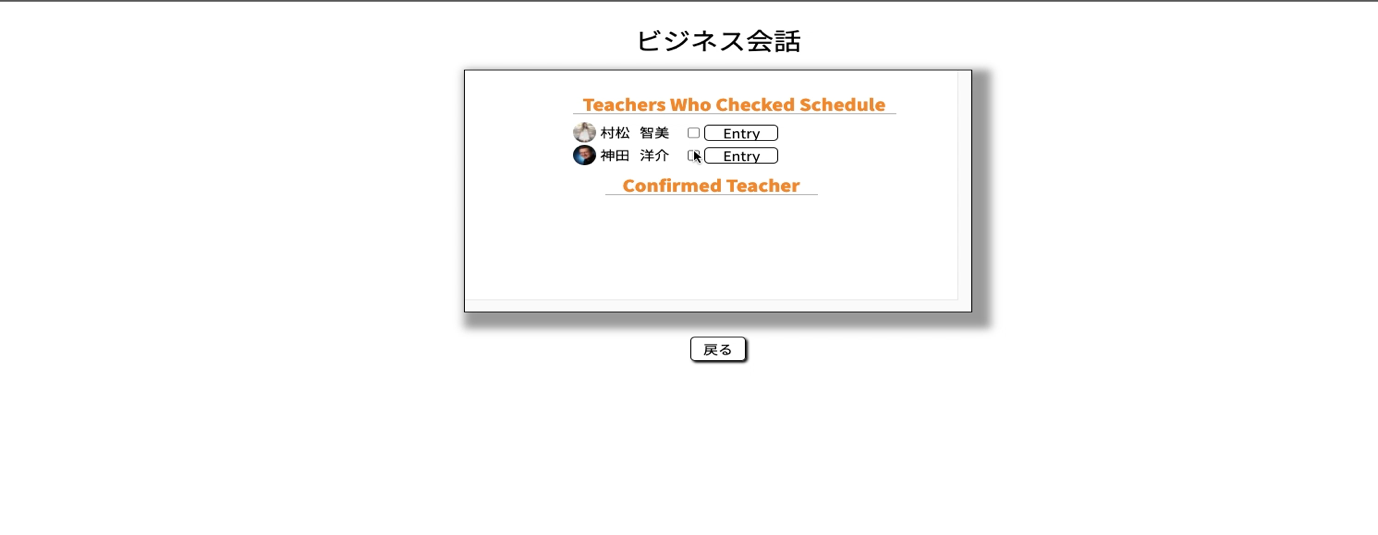 ビジネス会話
Teachers Who Checked Schedule
村松 智美 Entry
神田 洋介 Entry
Confirmed Teacher
戻る